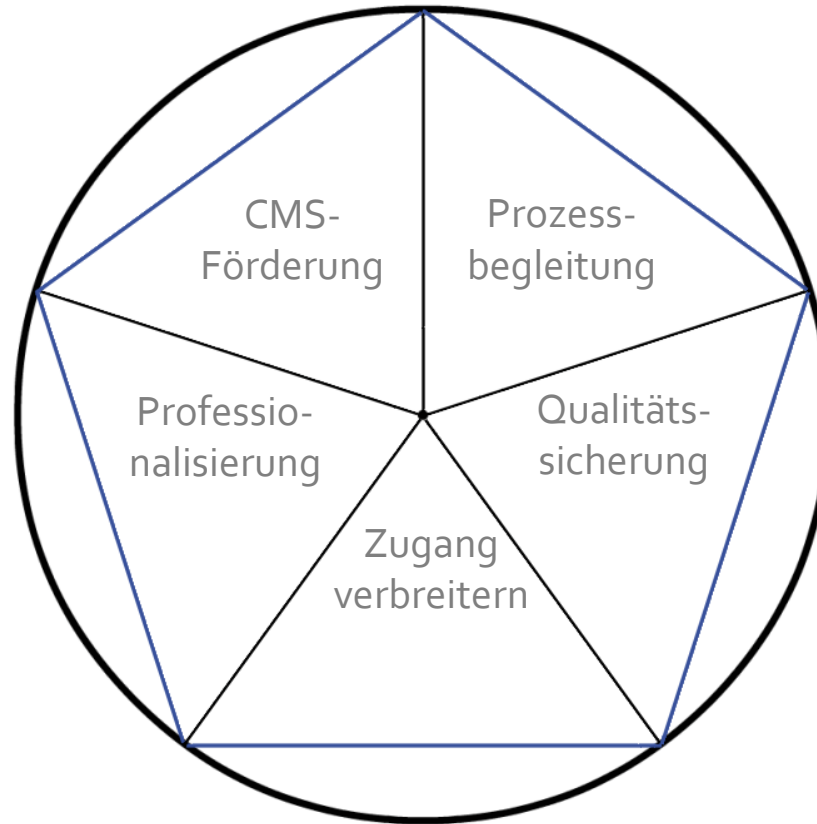 CMS-
Förderung
Prozess-
begleitung
Professio-
nalisierung
Qualitäts-
sicherung
Zugang
verbreitern